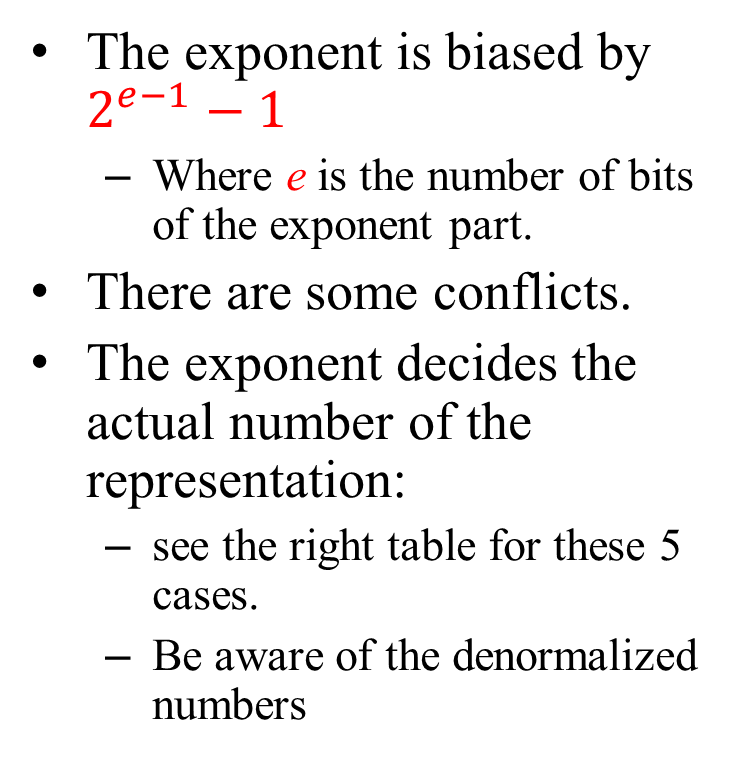 • The exponent is biased by
2^{e−1} − 1
– Where e is the number of bits
of the exponent part.
• There are some conflicts.
• The exponent decides the
actual number of the
representation:
– see the right table for these 5
cases.
– Be aware of the denormalized
numbers